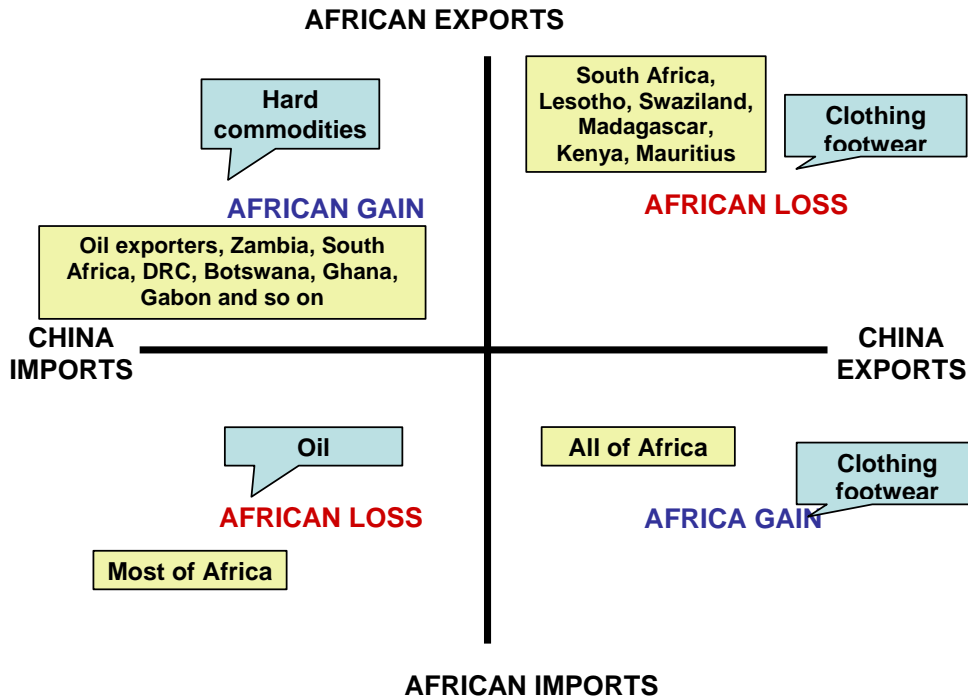 AFRICAN EXPORTS
Hard
commodities
AFRICAN GAIN
Oil exporters, Zambia, South
Africa, DRC, Botswana, Ghana,
Gabon and so on
South Africa,
Lesotho, Swaziland,
Madagascar,
Kenya, Mauritius
Clothing
footwear
AFRICAN LOSS
CHINA
IMPORTS
CHINA
EXPORTS
Oil
AFRICAN LOSS
Most of Africa
All of Africa
Clothing
footwear
AFRICA GAIN
AFRICAN IMPORTS